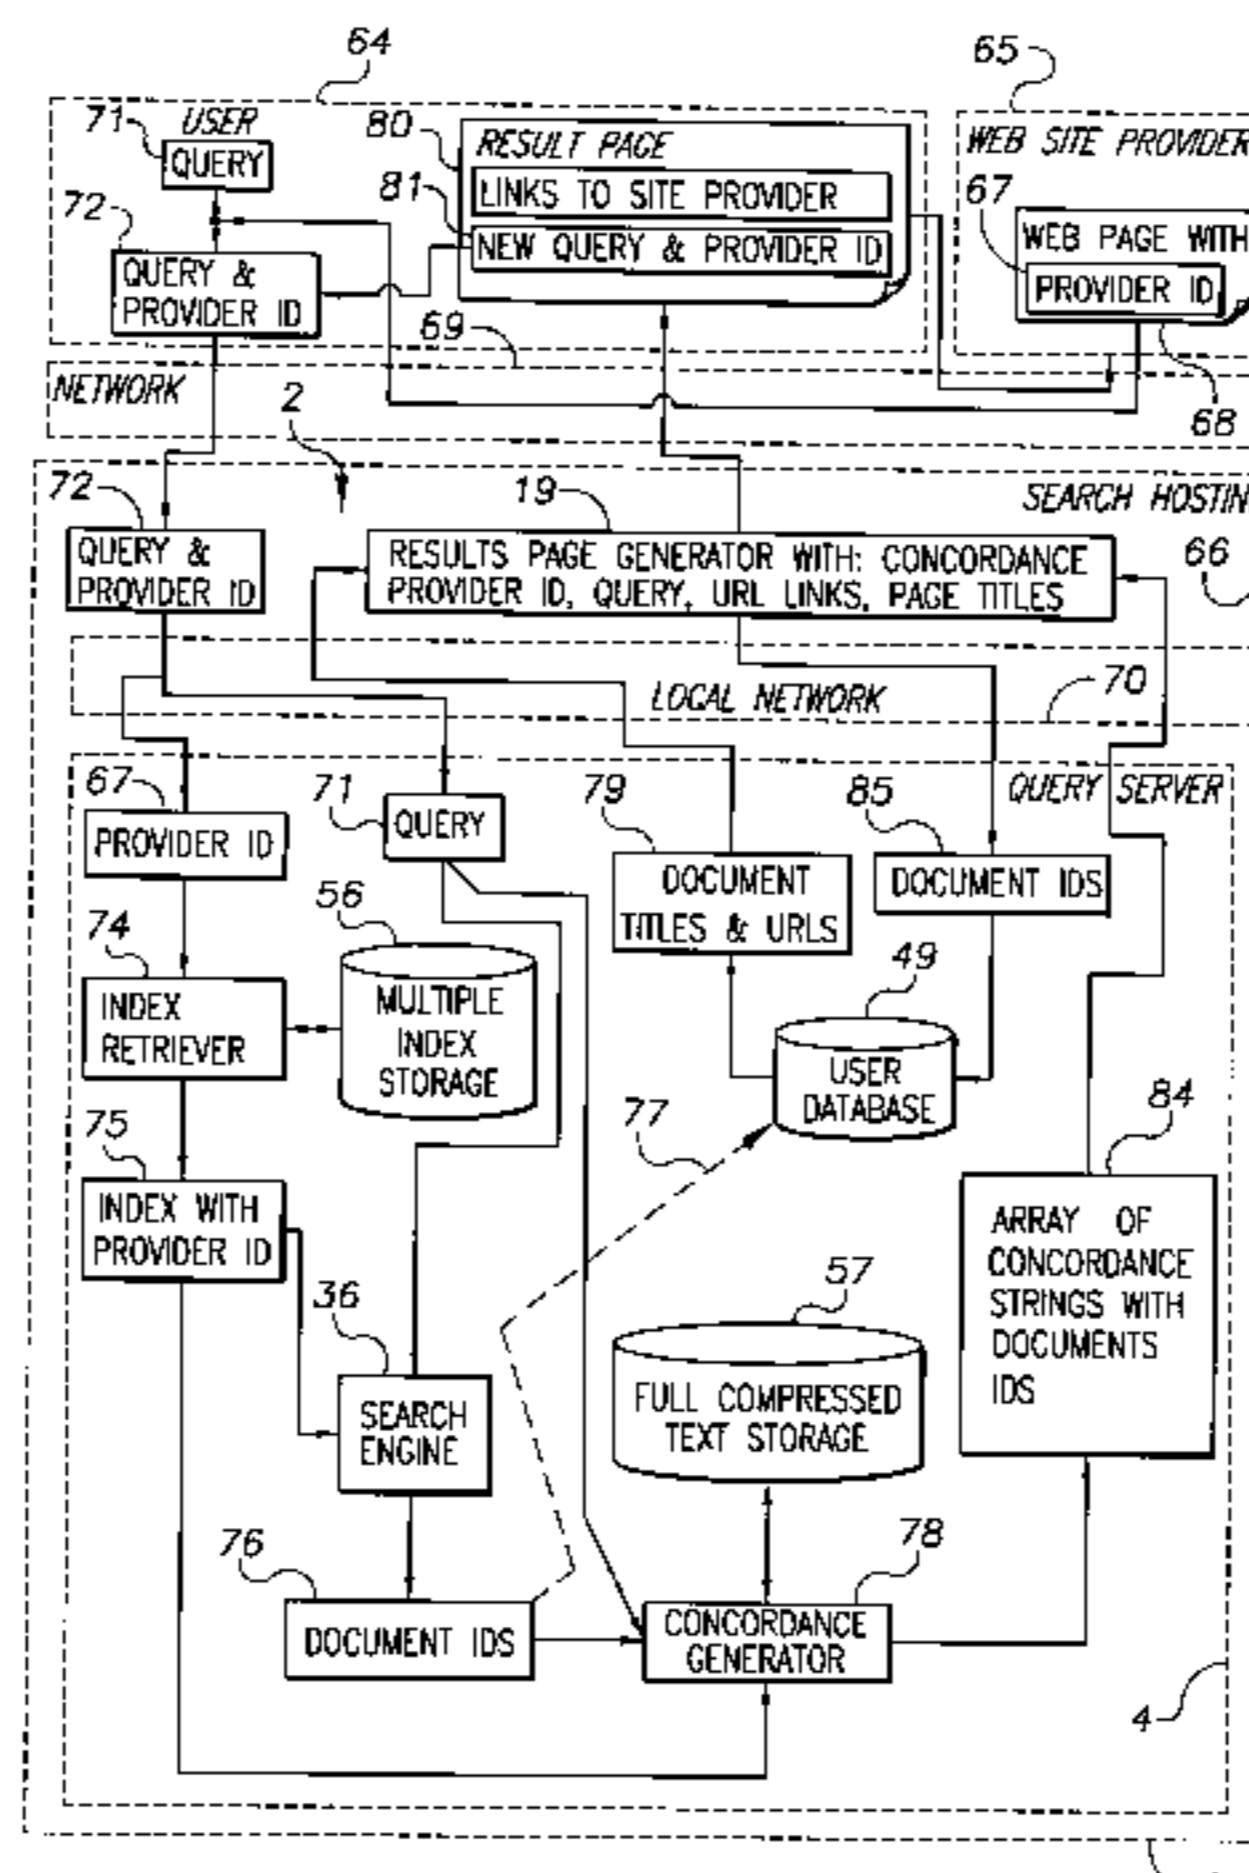 64
65
71
USER
QUERY
80
RESULT PAGE
LINKS TO SITE PROVIDER
81
NEW QUERY & PROVIDER ID
72
QUERY &
PROVIDER ID
WEB SITE PROVIDER
67
WEB PAGE WITH
PROVIDER ID
69
NETWORK
68
2
72
QUERY &
PROVIDER ID
19
SEARCH HOSTIN
RESULTS PAGE GENERATOR WITH: CONCORDANCE
PROVIDER ID, QUERY, URL LINKS, PAGE TITLES
66
LOCAL NETWORK
70
67
PROVIDER ID
71
QUERY
79
DOCUMENT
TITLES & URLS
85
DOCUMENT IDS
QUERY SERVER
74
INDEX
RETRIEVER
56
MULTIPLE
INDEX
STORAGE
49
USER
DATABASE
77
84
ARRAY OF
CONCORDANCE
STRINGS WITH
DOCUMENTS
IDS
75
INDEX WITH
PROVIDER ID
36
SEARCH
ENGINE
57
FULL COMPRESSED
TEXT STORAGE
76
DOCUMENT IDS
78
CONCORDANCE
GENERATOR
4